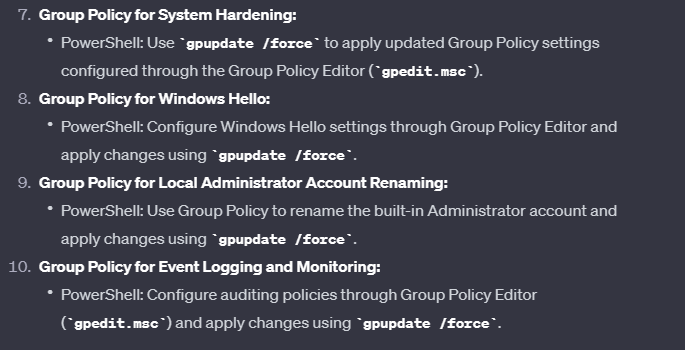 7. Group Policy for System Hardening:
• PowerShell: Use `gpupdate /force` to apply updated Group Policy settings
configured through the Group Policy Editor (`gpedit.msc`).
8. Group Policy for Windows Hello:
• PowerShell: Configure Windows Hello settings through Group Policy Editor and
apply changes using `gpupdate /force`.
9. Group Policy for Local Administrator Account Renaming:
• PowerShell: Use Group Policy to rename the built-in Administrator account and
apply changes using `gpupdate /force`.
10. Group Policy for Event Logging and Monitoring:
• PowerShell: Configure auditing policies through Group Policy Editor
(`gpedit.msc`) and apply changes using `gpupdate /force`.